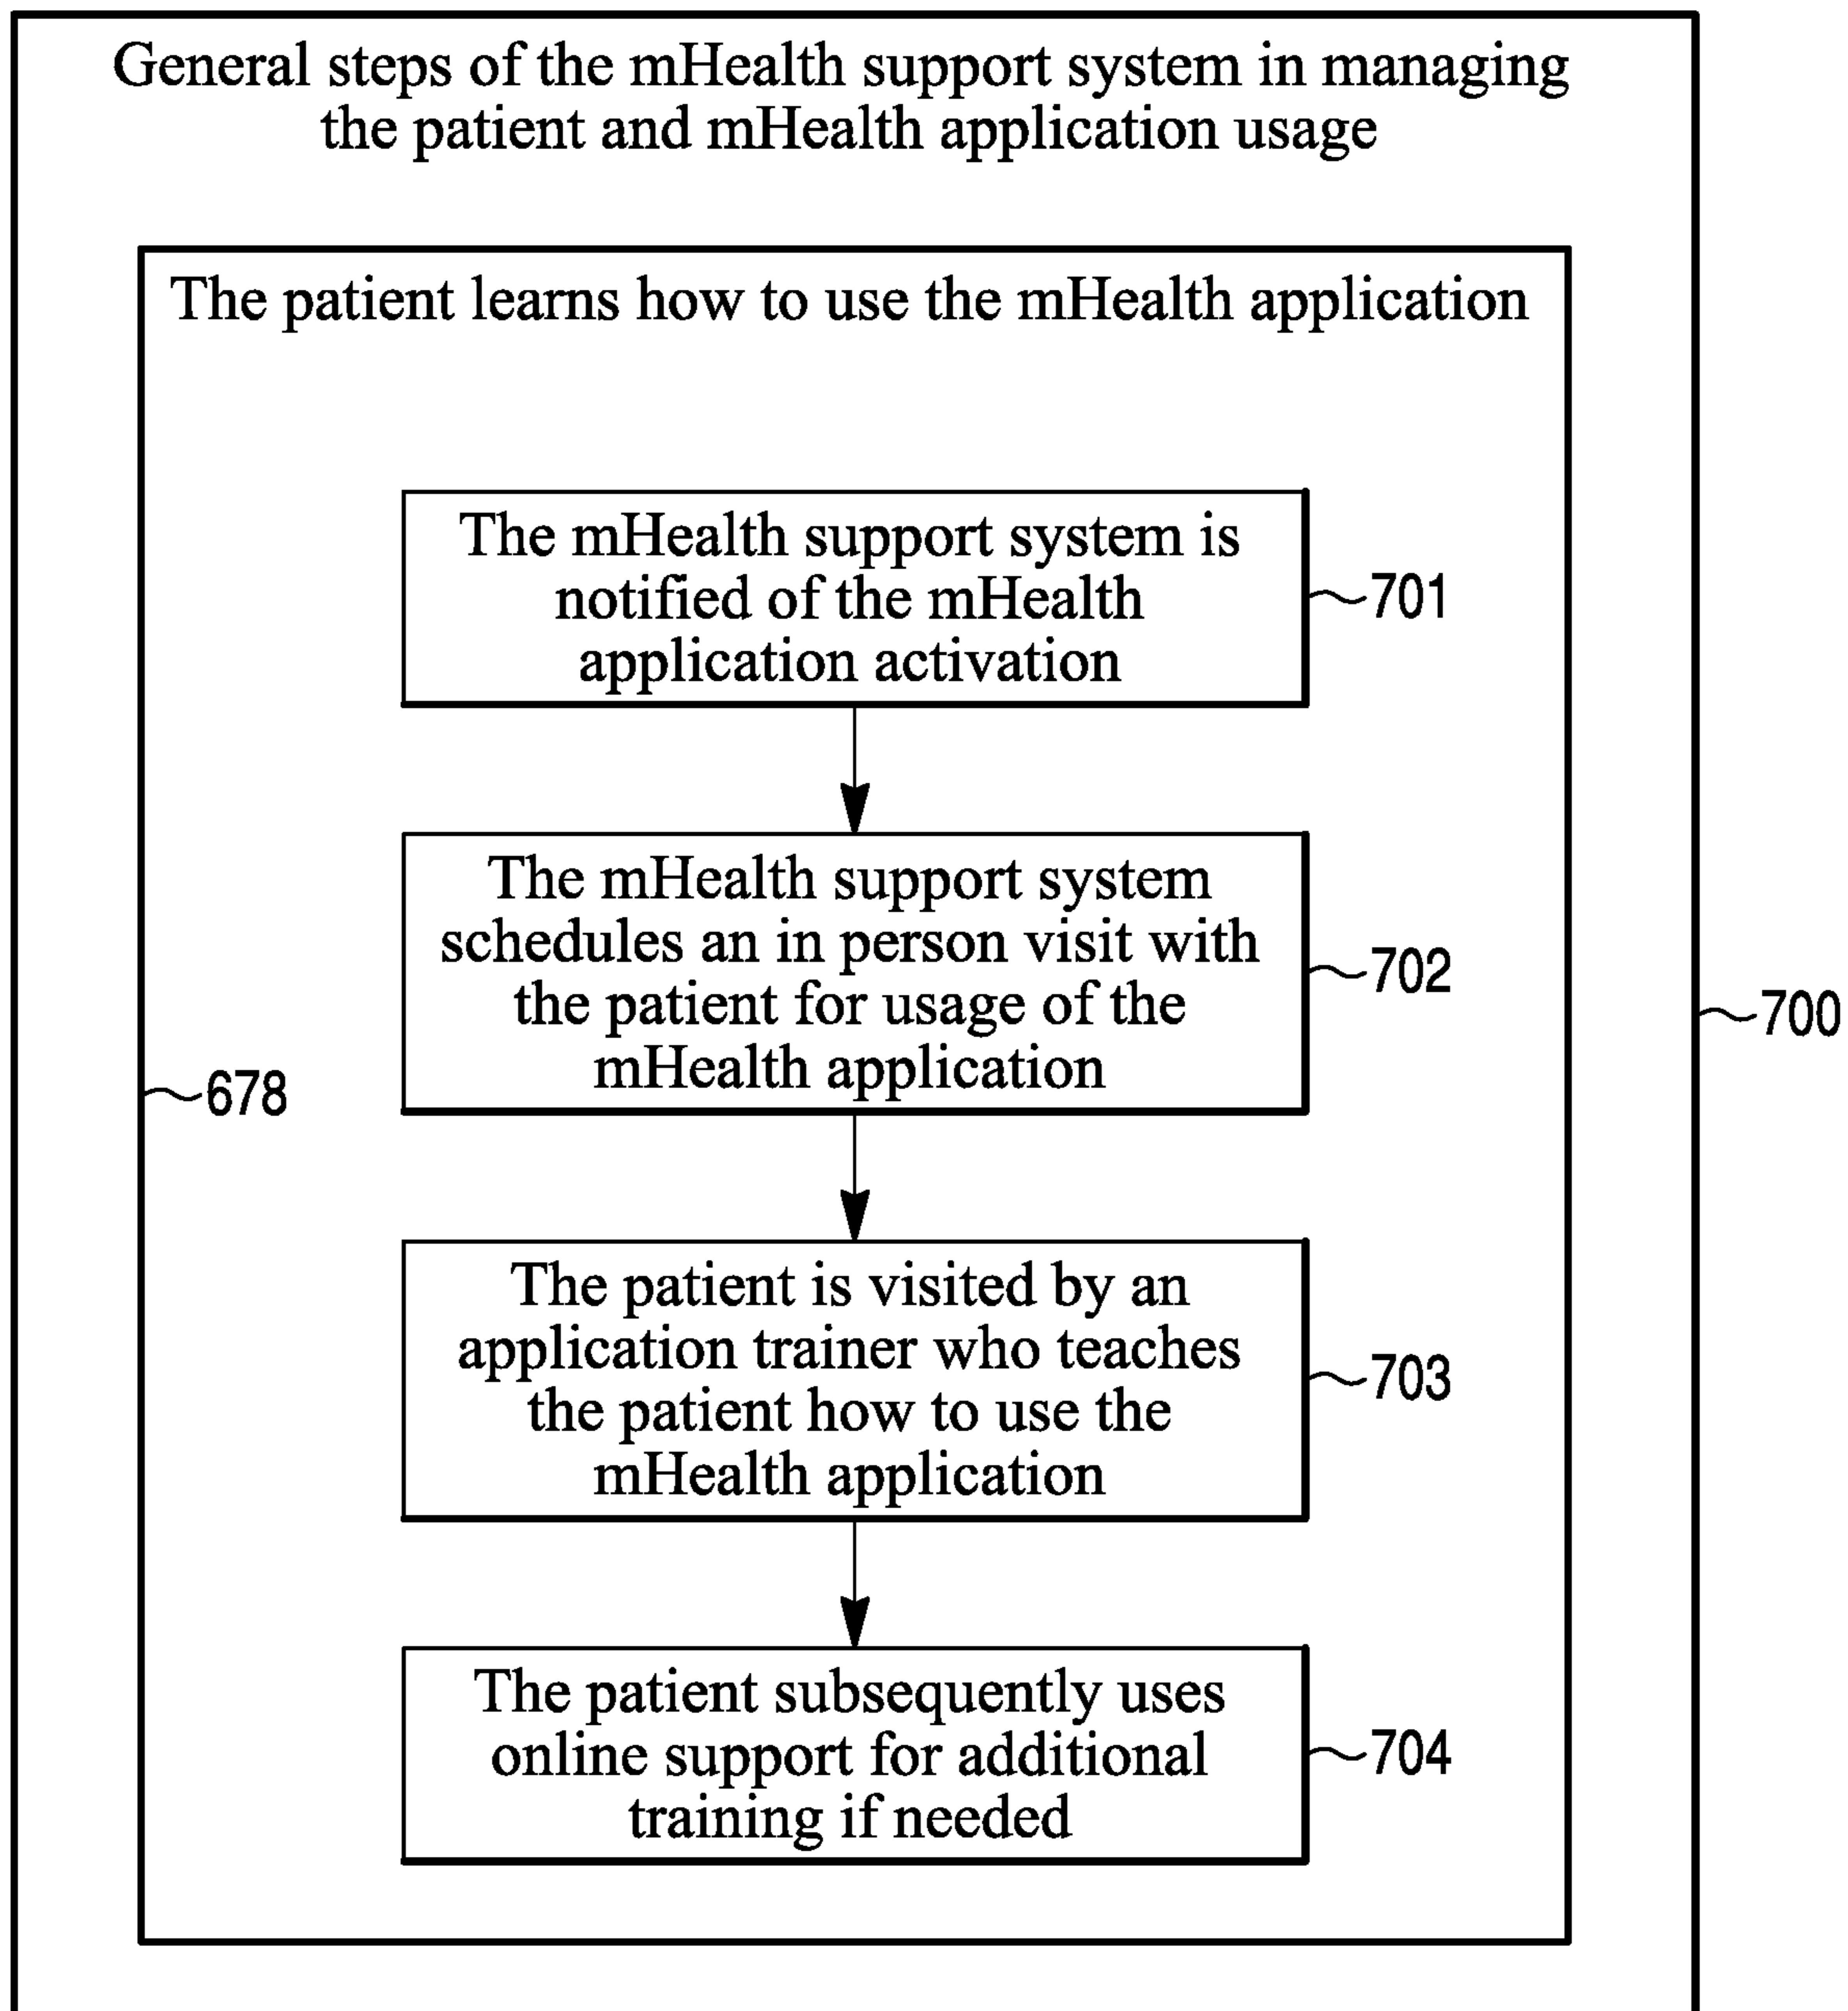 General steps of the mHealth support system in managing
the patient and mHealth application usage
The patient learns how to use the mHealth application
The mHealth support system is
notified of the mHealth
application activation
701
The mHealth support system
schedules an in person visit with
the patient for usage of the
mHealth application
702
700
678
The patient is visited by an
application trainer who teaches
the patient how to use the
mHealth application
703
The patient subsequently uses
online support for additional
training if needed
704